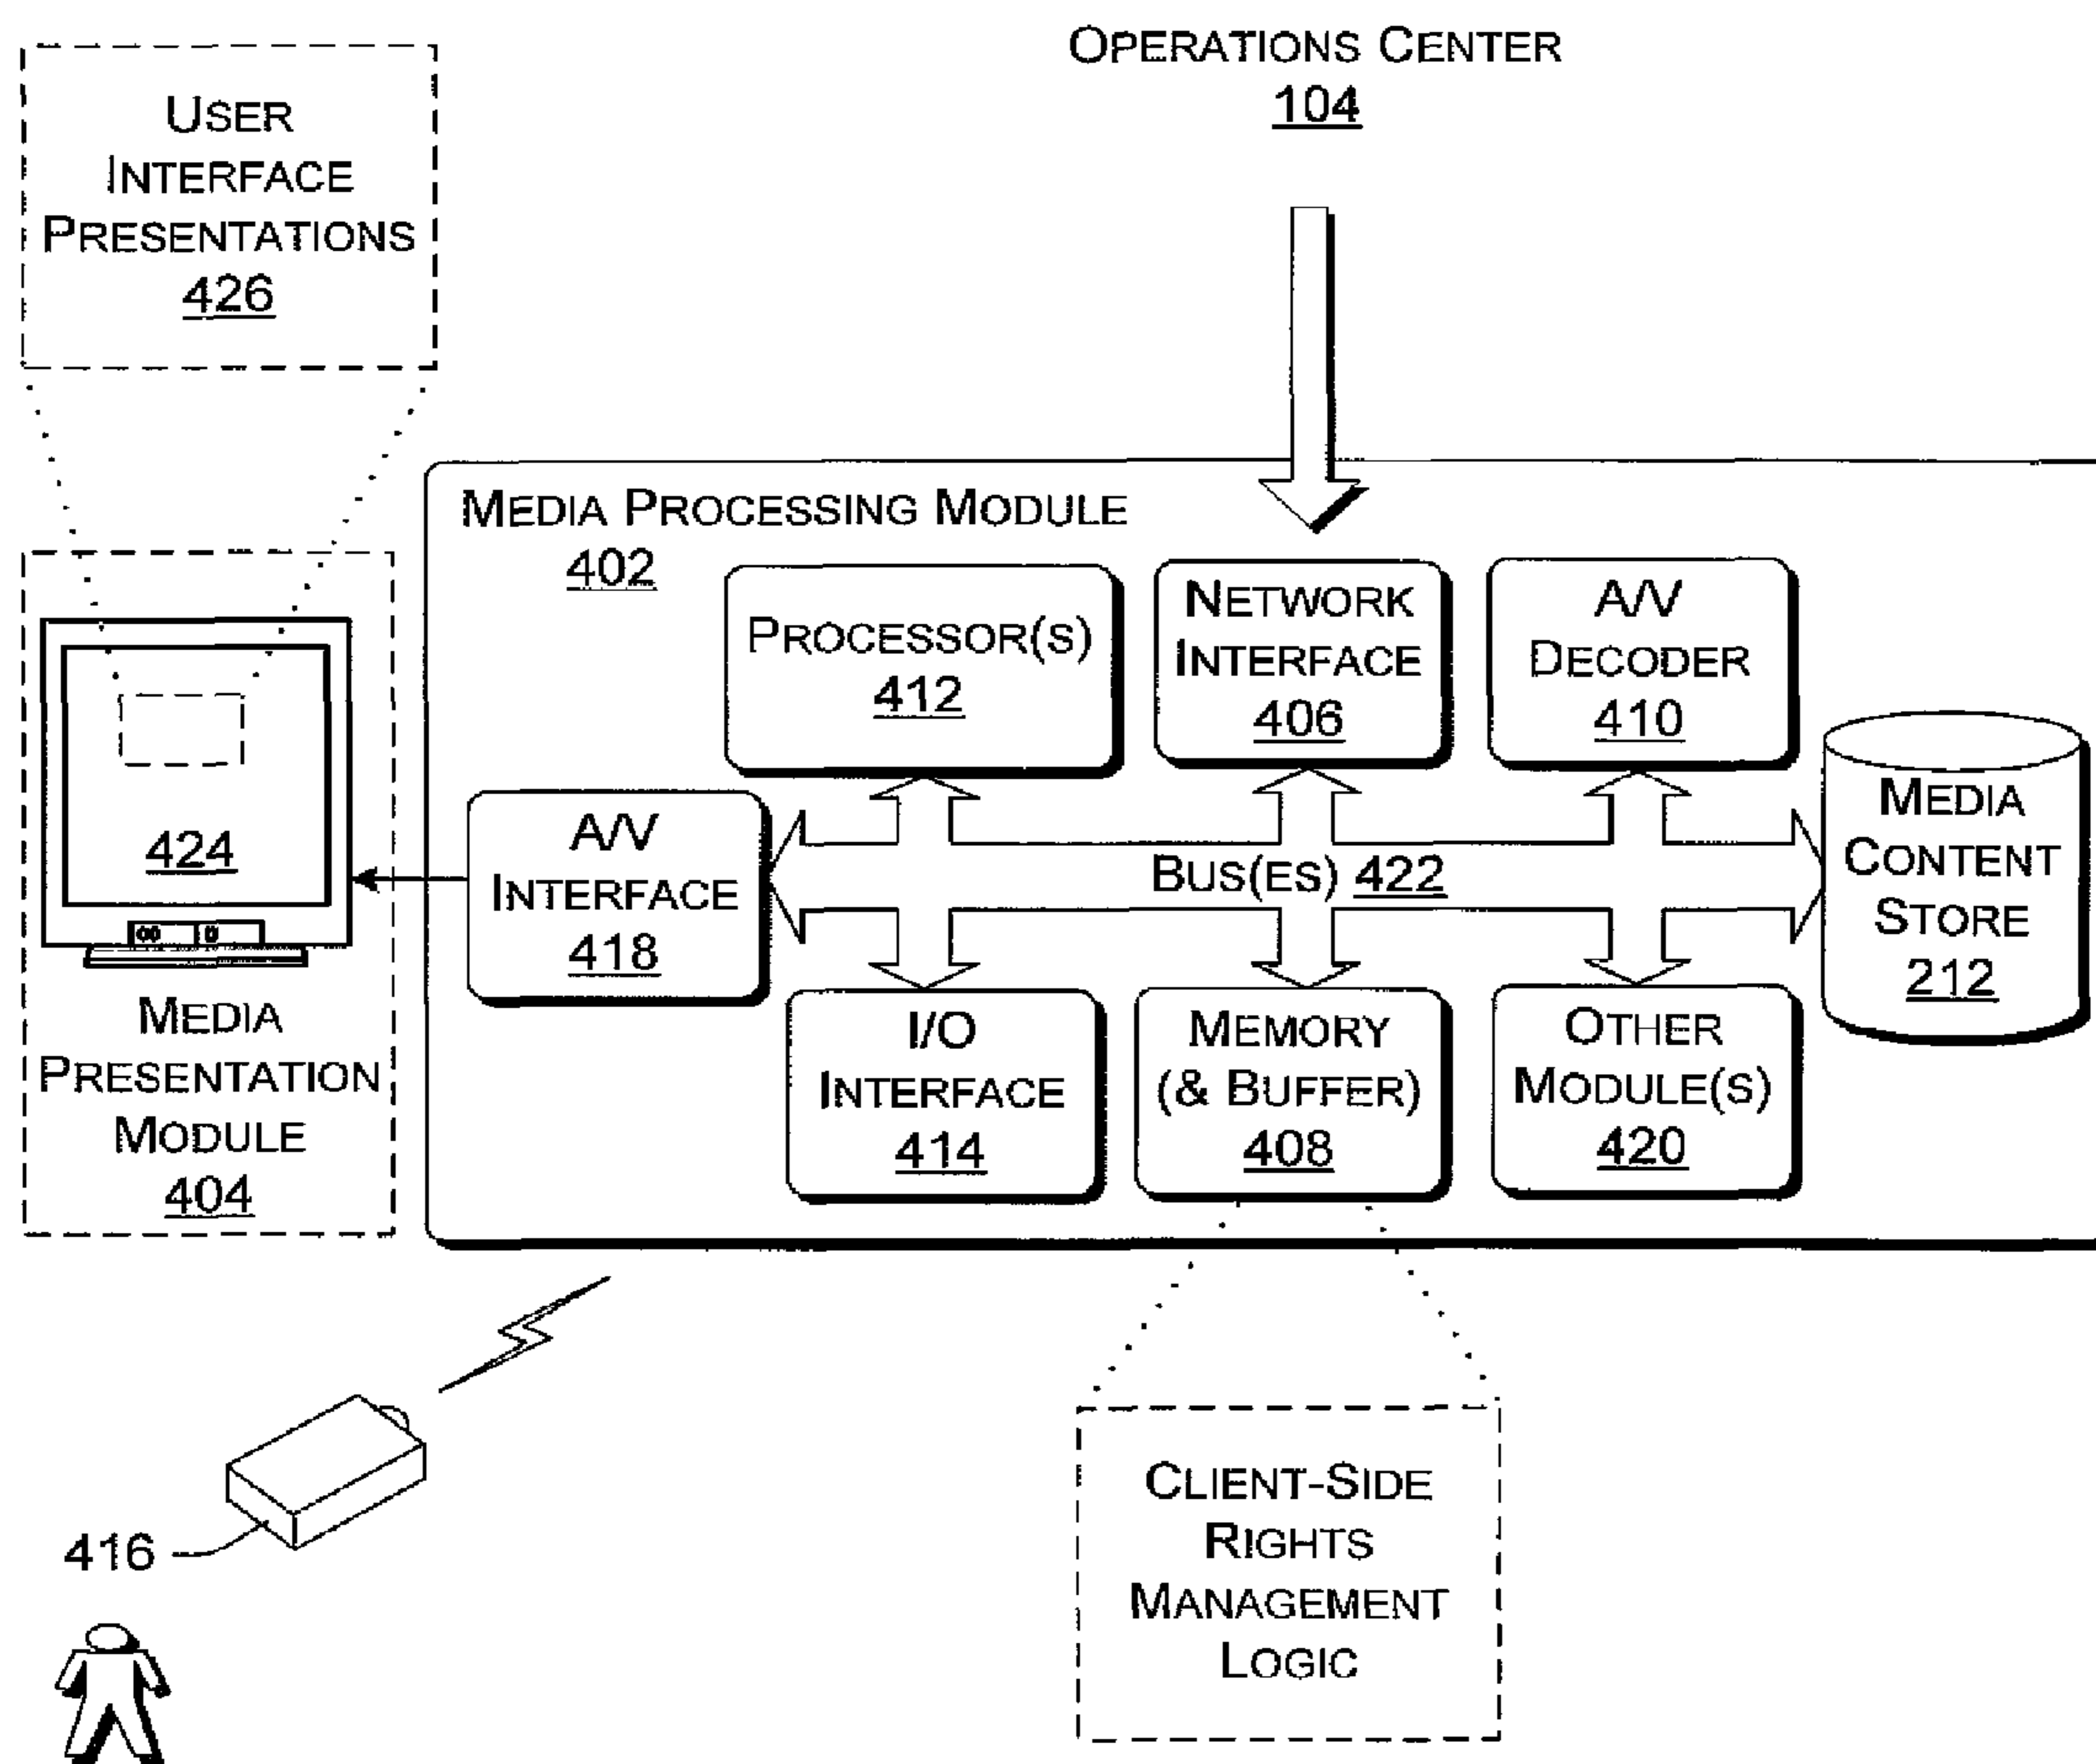 OPERATIONS CENTER
104
USER
INTERFACE
PRESENTATIONS
426
MEDIA PROCESSING MODULE
402
PROCESSOR(S)
412
NETWORK
INTERFACE
406
A/V
DECODER
410
MEDIA
CONTENT
STORE
212
424
A/V
INTERFACE
418
BUS(ES) 422
MEDIA
PRESENTATION
MODULE
404
I/O
INTERFACE
414
MEMORY
(& BUFFER)
408
OTHER
MODULE(S)
420
416
CLIENT-SIDE
RIGHTS
MANAGEMENT
LOGIC